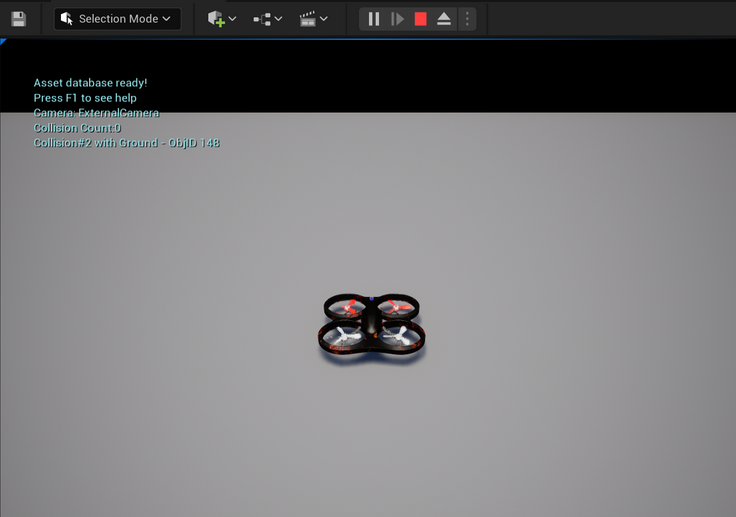 Selection Mode
Asset database ready!
Press F1 to see help
Camera: ExternalCamera
Collision Count:0
Collision#2 with Ground - ObjID 148